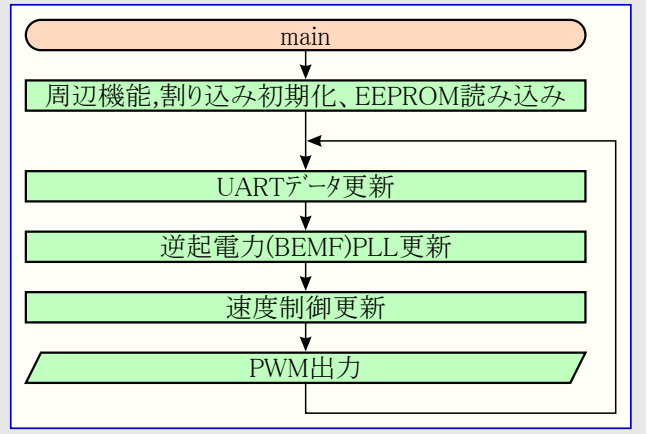 main
周辺機能,割り込み初期化、EEPROM読み込み
UARTデータ更新
逆起電力(BEMF)PLL更新
速度制御更新
PWM出力